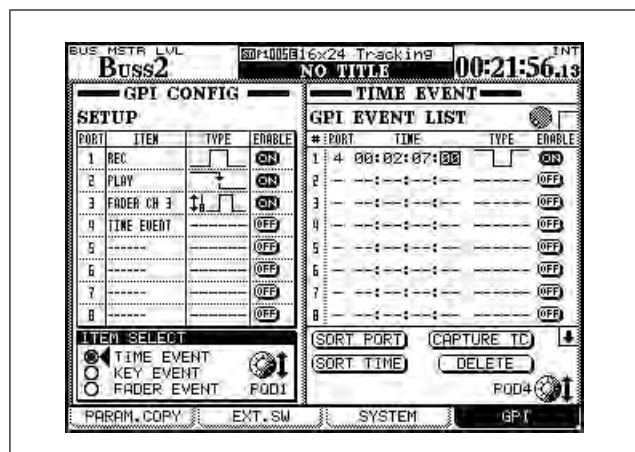 BUS MSTR LVL
Buss2
16x24 Tracking
NO TITLE
INT
00:21:56.13
GPI CONFIG
SETUP
PORT ITEM TYPE ENABLE
1 REC ON
2 PLAY ON
3 FADER CH 3 ON
4 TIME EVENT ------ OFF
5 ------ ------ OFF
6 ------ ------ OFF
7 ------ ------ OFF
8 ------ ------ OFF
ITEM SELECT
TIME EVENT
KEY EVENT
FADER EVENT
POD1
TIME EVENT
GPI EVENT LIST
# PORT TIME TYPE ENABLE
1 4 00:02:07:00 ON
2 -- --:--:--:-- ------ OFF
3 -- --:--:--:-- ------ OFF
4 -- --:--:--:-- ------ OFF
5 -- --:--:--:-- ------ OFF
6 -- --:--:--:-- ------ OFF
7 -- --:--:--:-- ------ OFF
8 -- --:--:--:-- ------ OFF
SORT PORT CAPTURE TC
SORT TIME DELETE
POD4
PARAM.COPY EXT.SW SYSTEM GPI